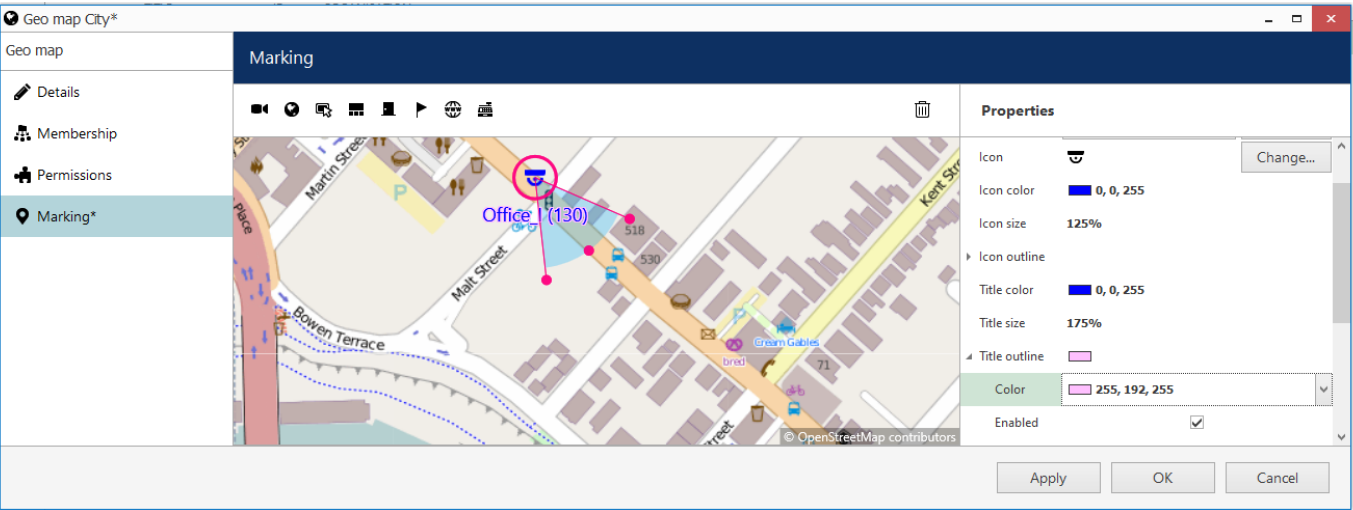 Geo map City*
Geo map
Details
Membership
Permissions
Marking*
Marking
Martin Street
Place
Office_I (130)
518
530
Malt Street
Kent Str
Bowen Terrace
Cream Gables
bred
71
treet
P
P
© OpenStreetMap contributors
Properties
Icon
Change...
Icon color 0, 0, 255
Icon size 125%
Icon outline
Title color 0, 0, 255
Title size 175%
Title outline
Color 255, 192, 255
Enabled
Apply OK Cancel